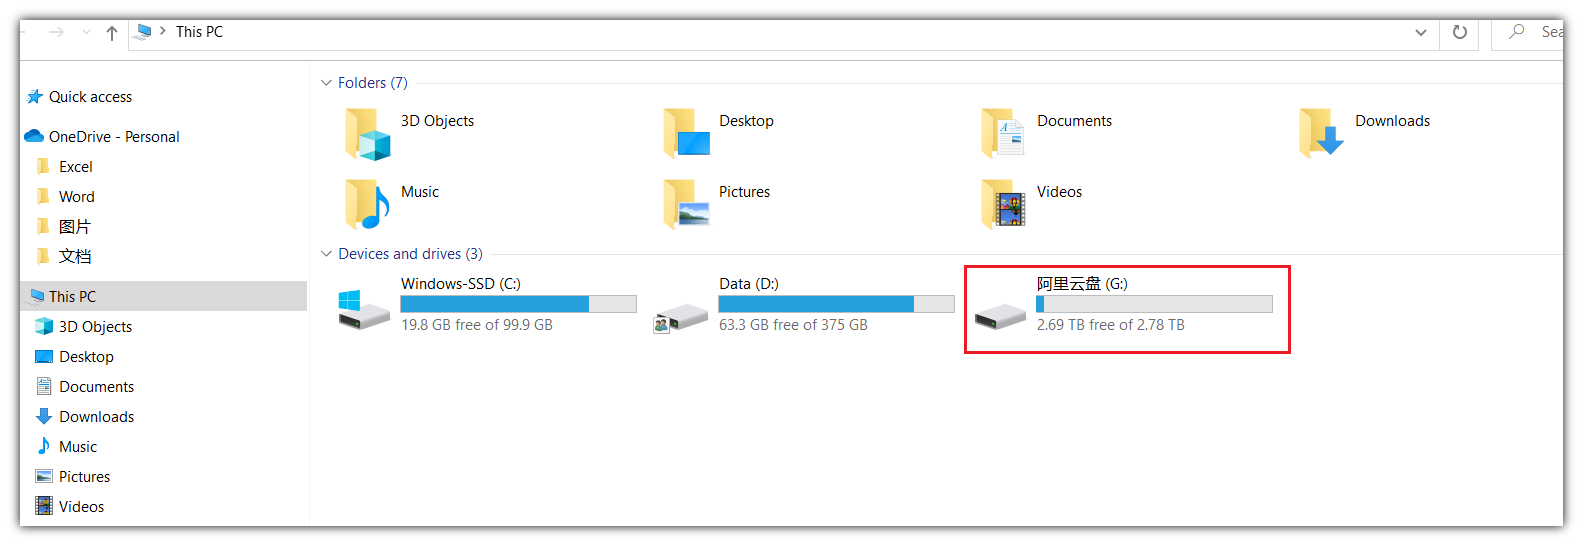 This PC
Sea
Quick access
OneDrive - Personal
Excel
Word
图片
文档
This PC
3D Objects
Desktop
Documents
Downloads
Music
Pictures
Videos
Folders (7)
3D Objects
Desktop
Documents
Downloads
Music
Pictures
Videos
Devices and drives (3)
Windows-SSD (C:)
19.8 GB free of 99.9 GB
Data (D:)
63.3 GB free of 375 GB
阿里云盘 (G:)
2.69 TB free of 2.78 TB